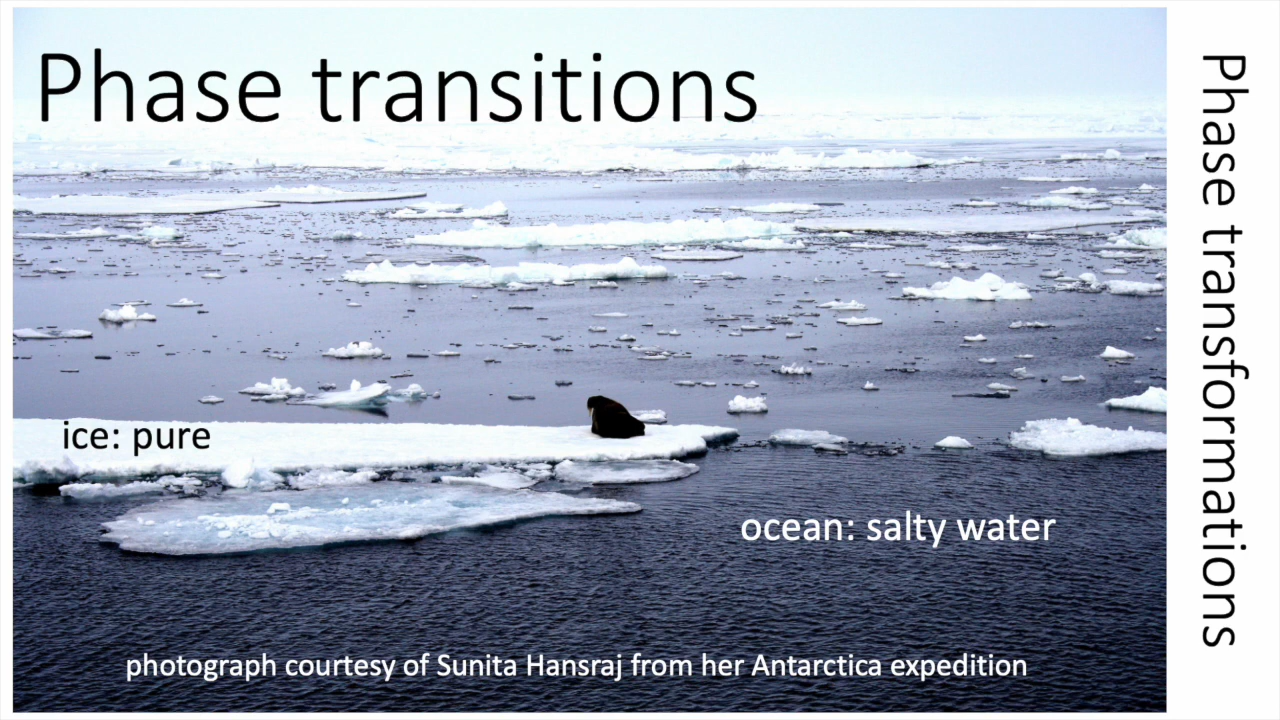 Phase transitions
Phase transformations
ice: pure
ocean: salty water
photograph courtesy of Sunita Hansraj from her Antarctica expedition